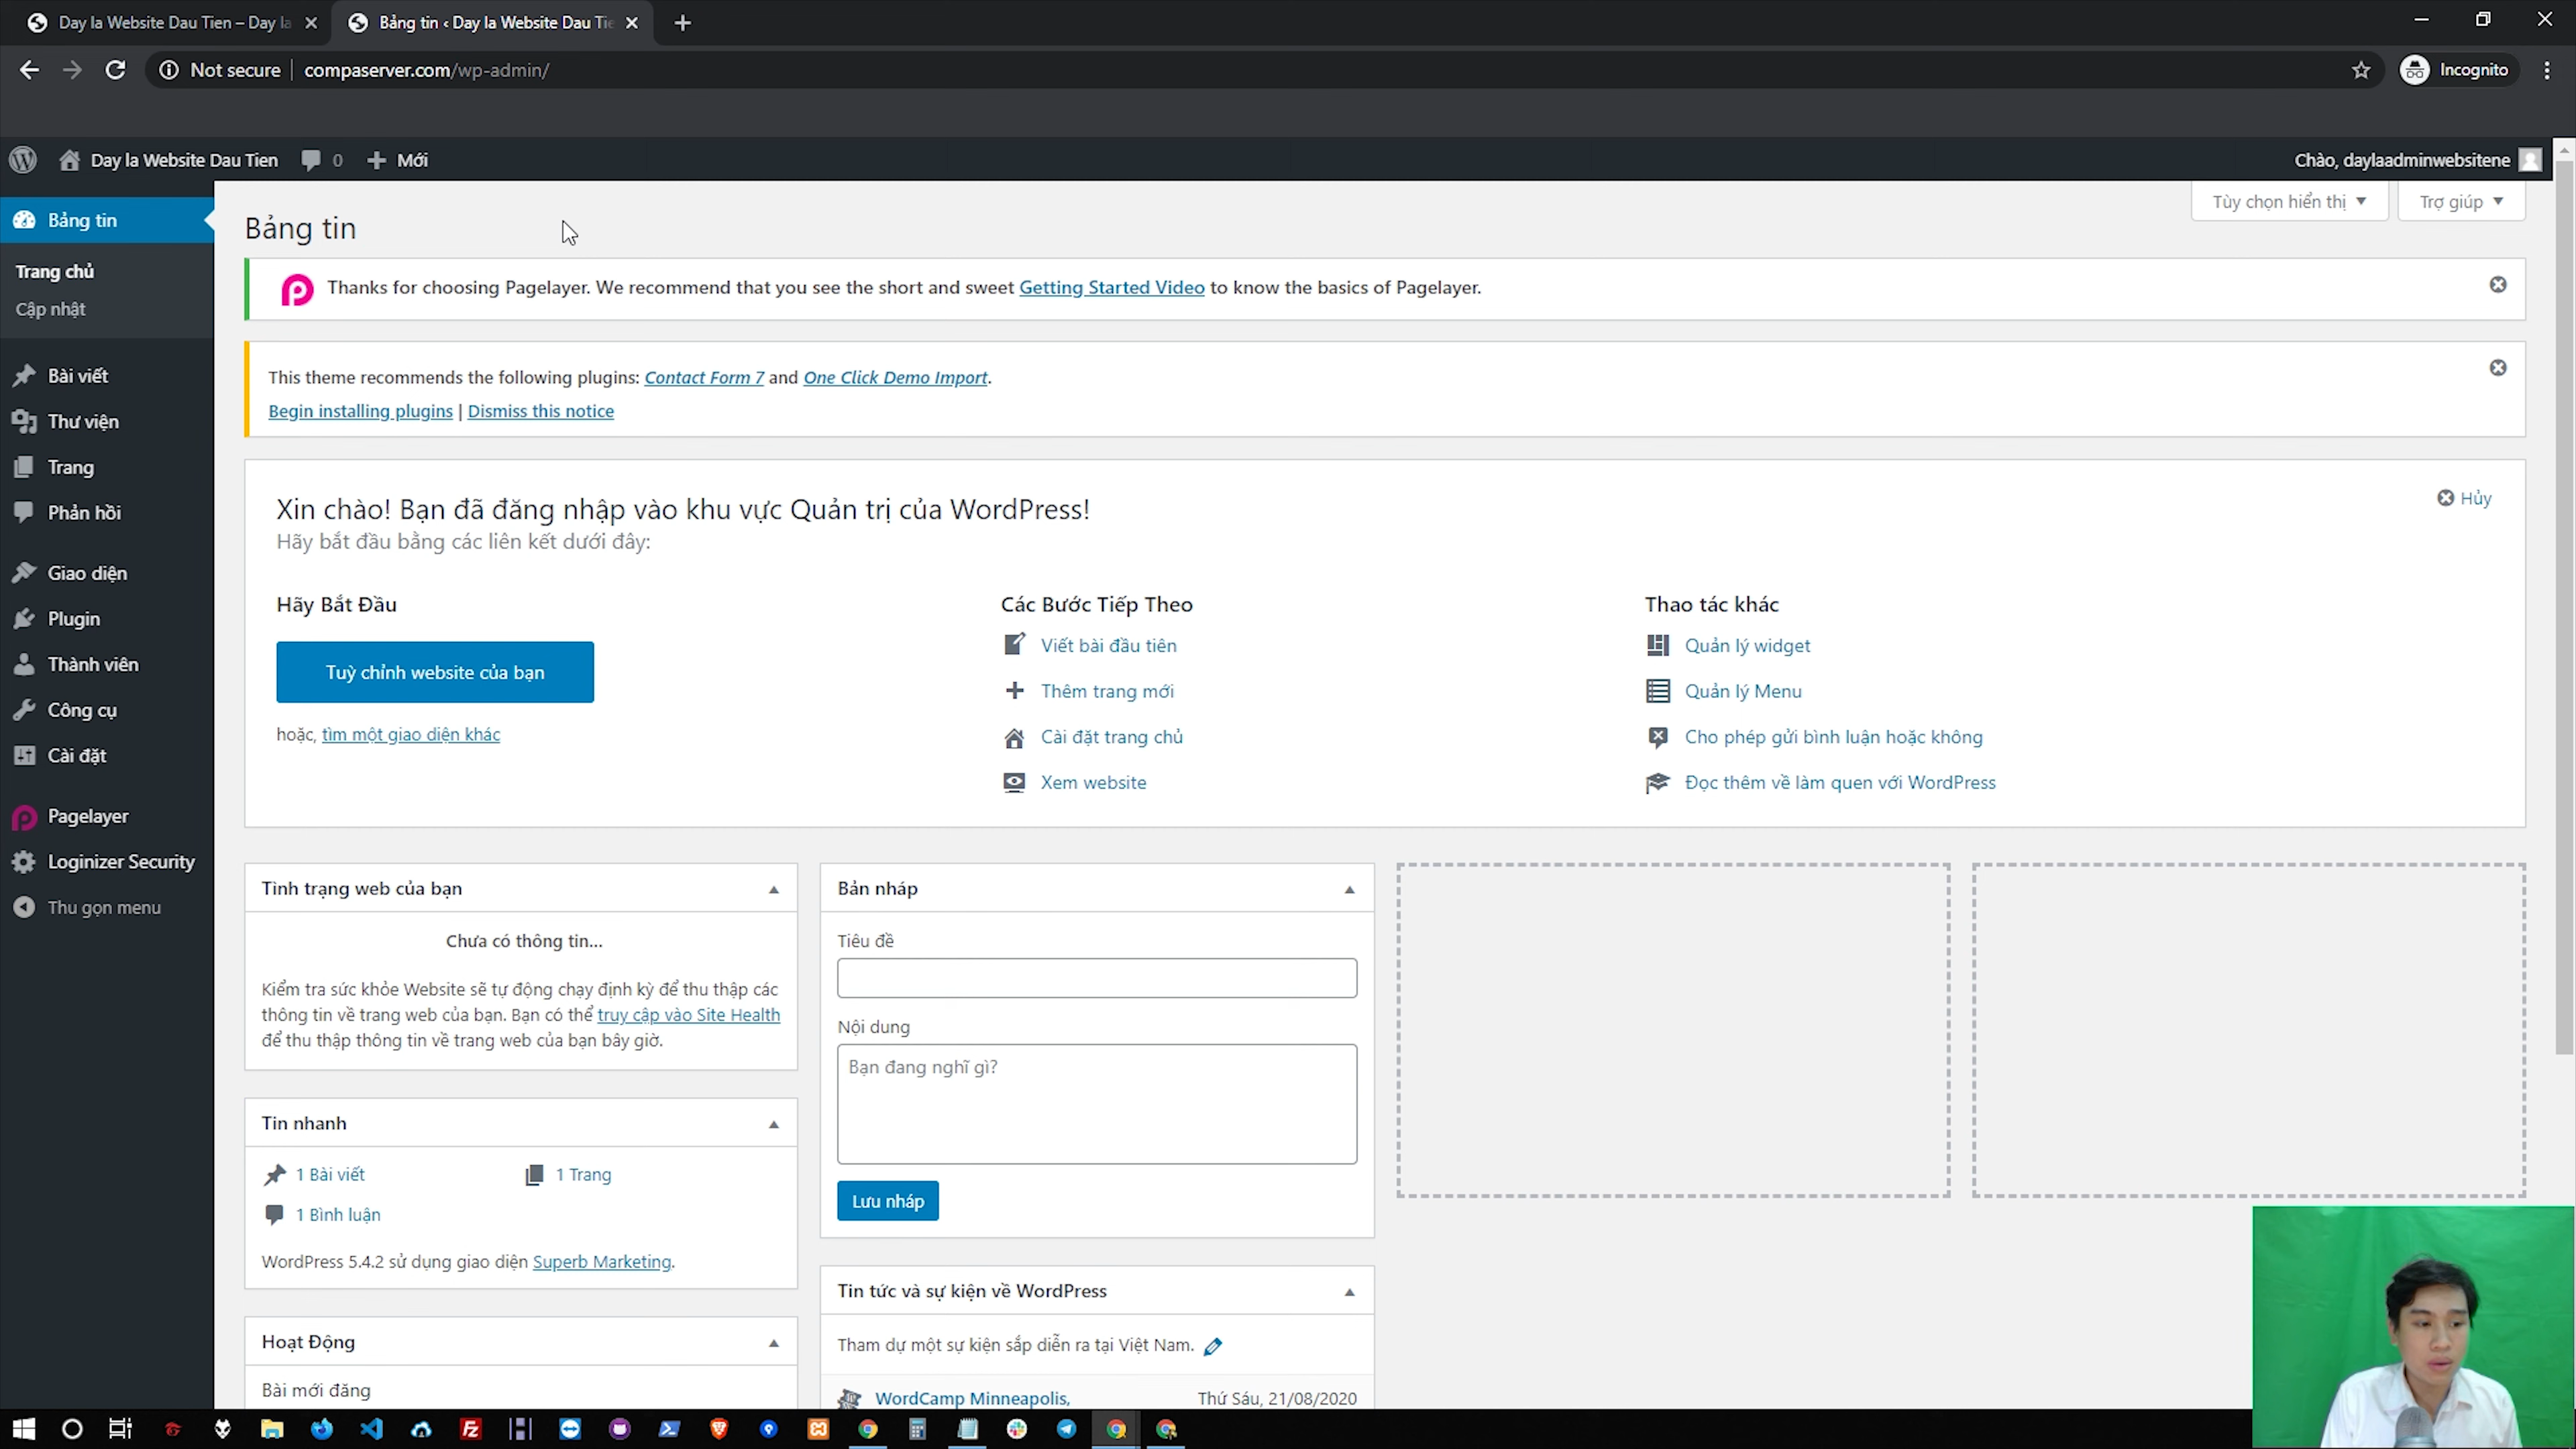 Day la Website Dau Tien – Day la
Bảng tin ‹ Day la Website Dau Tie
Not secure
compaserver.com/wp-admin/
Incognito
Day la Website Dau Tien
0
Mới
Chào, daylaadminwebsitene
Bảng tin
Trang chủ
Cập nhật
Bài viết
Thư viện
Trang
Phản hồi
Giao diện
Plugin
Thành viên
Công cụ
Cài đặt
Pagelayer
Loginizer Security
Thu gọn menu
Tùy chọn hiển thị
Trợ giúp
Bảng tin
Thanks for choosing Pagelayer. We recommend that you see the short and sweet Getting Started Video to know the basics of Pagelayer.
This theme recommends the following plugins: Contact Form 7 and One Click Demo Import.
Begin installing plugins | Dismiss this notice
Xin chào! Bạn đã đăng nhập vào khu vực Quản trị của WordPress!
Hủy
Hãy bắt đầu bằng các liên kết dưới đây:
Hãy Bắt Đầu
Tuỳ chỉnh website của bạn
hoặc, tìm một giao diện khác
Các Bước Tiếp Theo
Viết bài đầu tiên
Thêm trang mới
Cài đặt trang chủ
Xem website
Thao tác khác
Quản lý widget
Quản lý Menu
Cho phép gửi bình luận hoặc không
Đọc thêm về làm quen với WordPress
Tình trạng web của bạn
Chưa có thông tin...
Kiểm tra sức khỏe Website sẽ tự động chạy định kỳ để thu thập các
thông tin về trang web của bạn. Bạn có thể truy cập vào Site Health
để thu thập thông tin về trang web của bạn bây giờ.
Tin nhanh
1 Bài viết
1 Trang
1 Bình luận
WordPress 5.4.2 sử dụng giao diện Superb Marketing.
Hoạt Động
Bài mới đăng
Bản nháp
Tiêu đề
Nội dung
Bạn đang nghĩ gì?
Lưu nháp
Tin tức và sự kiện về WordPress
Tham dự một sự kiện sắp diễn ra tại Việt Nam.
WordCamp Minneapolis,
Thứ Sáu, 21/08/2020